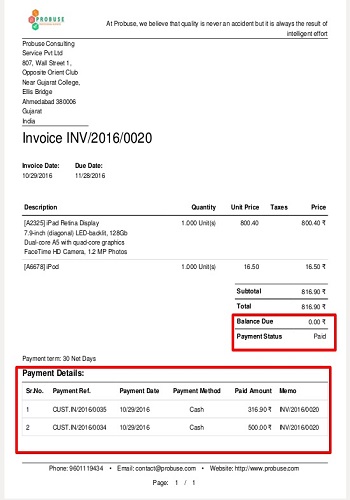 PROBUSE
At Probuse, we believe that quality is never an accident but it is always the result of
intelligent effort
Probuse Consulting
Service Pvt Ltd
807, Wall Street 1,
Opposite Orient Club
Near Gujarat College,
Ellis Bridge
Ahmedabad 380006
Gujarat
India
Invoice INV/2016/0020
Invoice Date: Due Date:
10/29/2016 11/28/2016
Description Quantity Unit Price Taxes Price
[A2325] iPad Retina Display 1.000 Unit(s) 800.40 800.40 ₹
7.9-inch (diagonal) LED-backlit, 128Gb
Dual-core A5 with quad-core graphics
FaceTime HD Camera, 1.2 MP Photos
[A6678] iPod 1.000 Unit(s) 16.50 16.50 ₹
Subtotal 816.90 ₹
Total 816.90 ₹
Balance Due 0.00 ₹
Payment Status Paid
Payment term: 30 Net Days
Payment Details:
Sr.No. Payment Ref. Payment Date Payment Method Paid Amount Memo
1 CUST.IN/2016/0035 10/29/2016 Cash 316.90 ₹ INV/2016/0020
2 CUST.IN/2016/0034 10/29/2016 Cash 500.00 ₹ INV/2016/0020
Phone: 9601119434 • Email: contact@probuse.com • Website: http://www.probuse.com
Page: 1 / 1